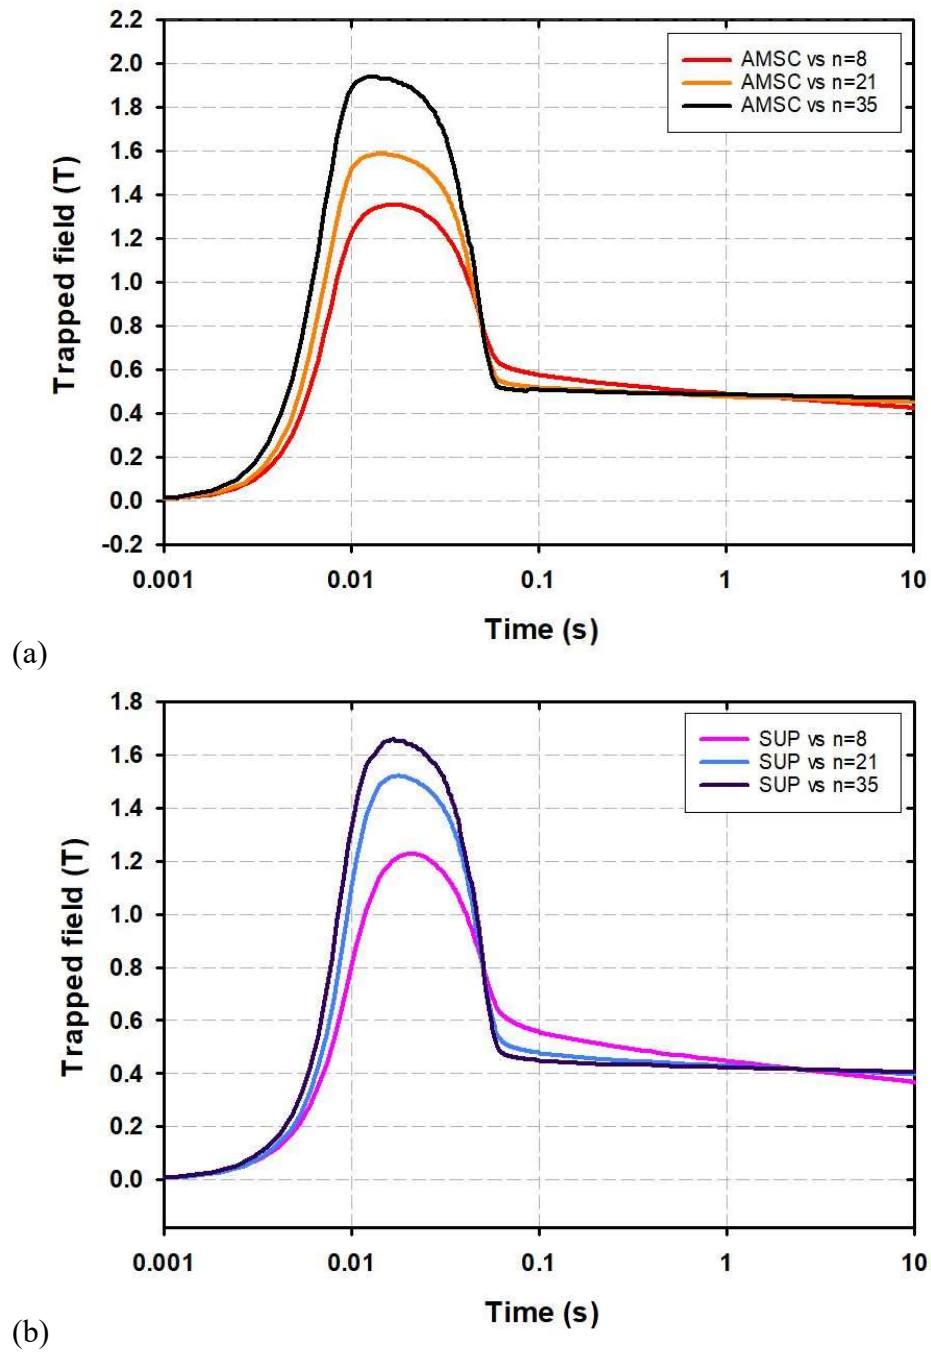 2.2
2.0
1.8
1.6
1.4
1.2
1.0
0.8
0.6
0.4
0.2
0.0
-0.2
Trapped field (T)
AMSC vs n=8
AMSC vs n=21
AMSC vs n=35
0.001 0.01 0.1 1 10
Time (s)
(a)
1.8
1.6
1.4
1.2
1.0
0.8
0.6
0.4
0.2
0.0
Trapped field (T)
SUP vs n=8
SUP vs n=21
SUP vs n=35
0.001 0.01 0.1 1 10
Time (s)
(b)